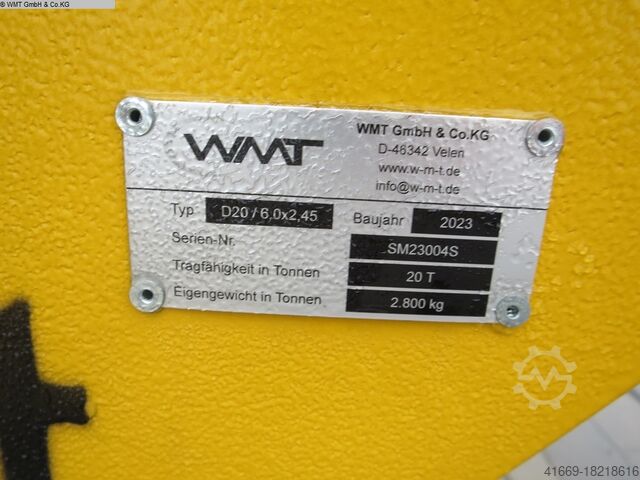 © WMT GmbH & Co.KG
WMT
WMT GmbH & Co.KG
D-46342 Velen
www.w-m-t.de
info@w-m-t.de
Typ D20 / 6,0x2,45 Baujahr 2023
Serien-Nr. SM23004S
Tragfähigkeit in Tonnen 20 T
Eigengewicht in Tonnen 2.800 kg
41669-18218616